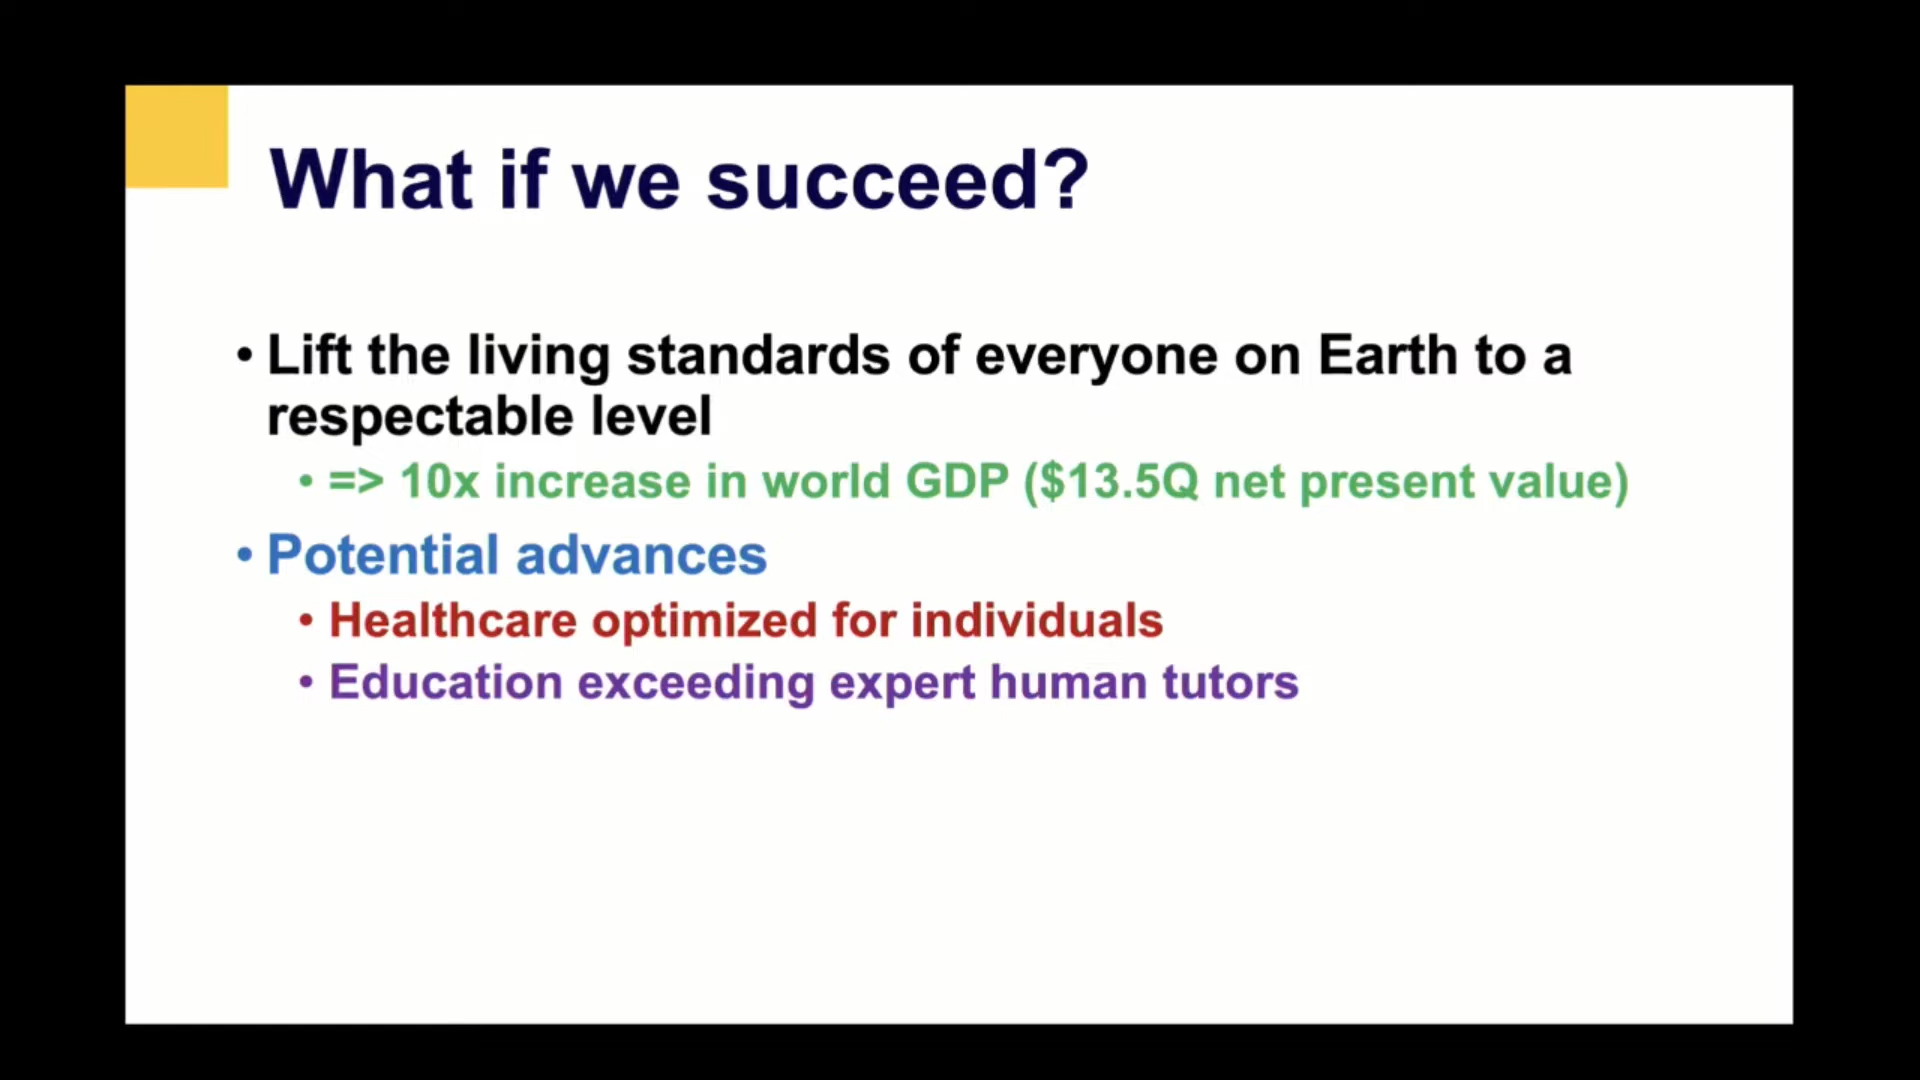 What if we succeed?
• Lift the living standards of everyone on Earth to a
respectable level
• => 10x increase in world GDP ($13.5Q net present value)
• Potential advances
• Healthcare optimized for individuals
• Education exceeding expert human tutors